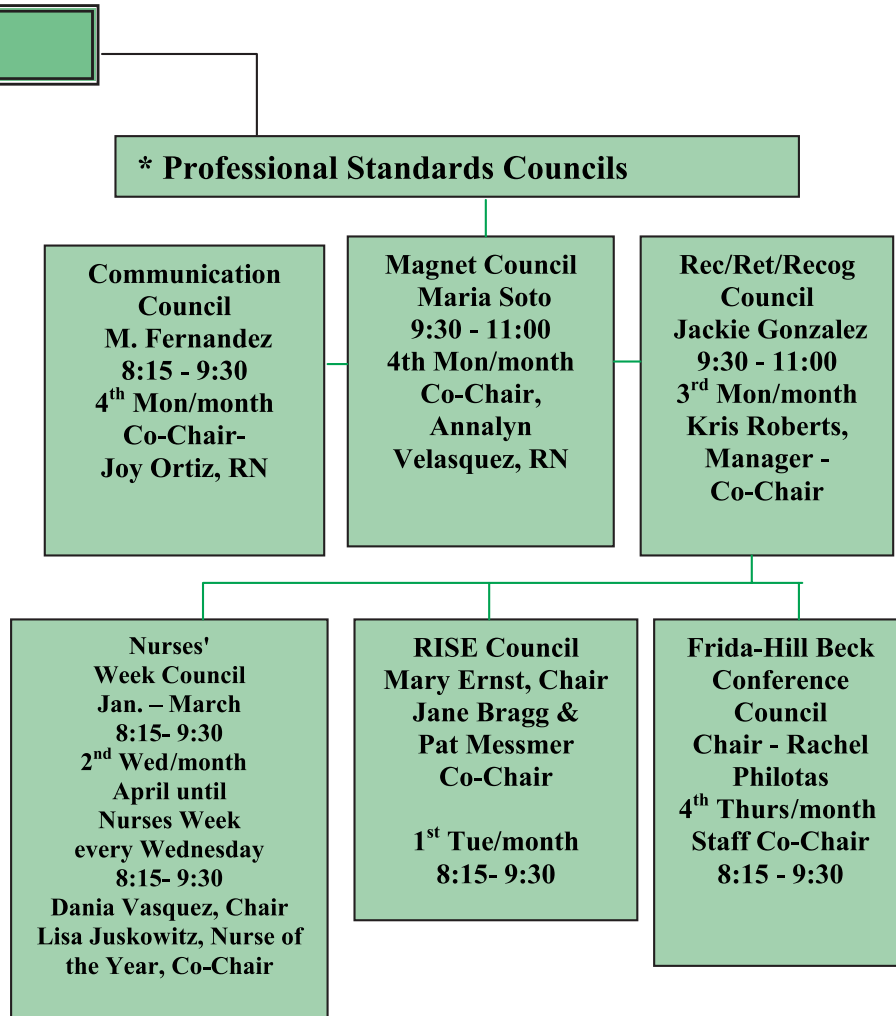 * Professional Standards Councils
Communication
Council
M. Fernandez
8:15 - 9:30
4th Mon/month
Co-Chair-
Joy Ortiz, RN
Magnet Council
Maria Soto
9:30 - 11:00
4th Mon/month
Co-Chair,
Annalyn
Velasquez, RN
Rec/Ret/Recog
Council
Jackie Gonzalez
9:30 - 11:00
3rd Mon/month
Kris Roberts,
Manager -
Co-Chair
Nurses'
Week Council
Jan. – March
8:15- 9:30
2nd Wed/month
April until
Nurses Week
every Wednesday
8:15- 9:30
Dania Vasquez, Chair
Lisa Juskowitz, Nurse of
the Year, Co-Chair
RISE Council
Mary Ernst, Chair
Jane Bragg &
Pat Messmer
Co-Chair
1st Tue/month
8:15- 9:30
Frida-Hill Beck
Conference
Council
Chair - Rachel
Philotas
4th Thurs/month
Staff Co-Chair
8:15 - 9:30